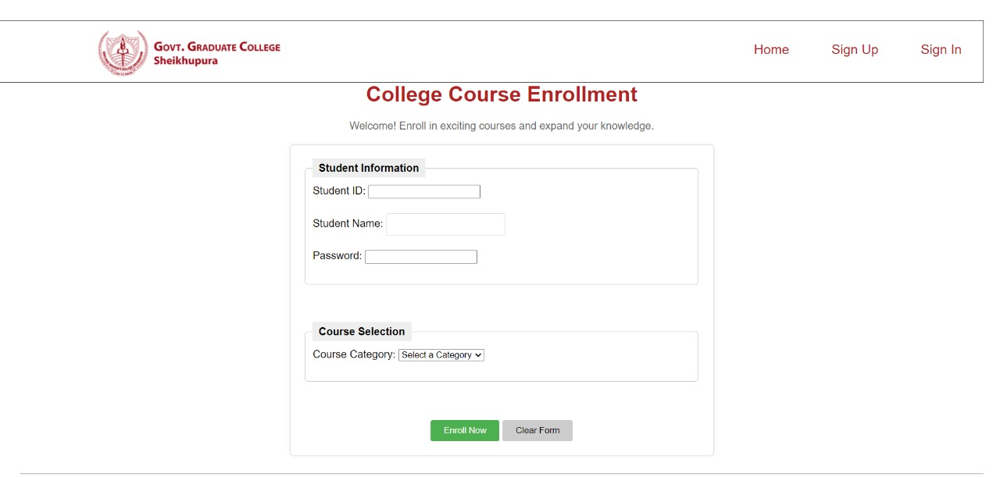 GOVT. GRADUATE COLLEGE
Sheikhupura
Home Sign Up Sign In
College Course Enrollment
Welcome! Enroll in exciting courses and expand your knowledge.
Student Information
Student ID:
Student Name:
Password:
Course Selection
Course Category: Select a Category
Enroll Now Clear Form